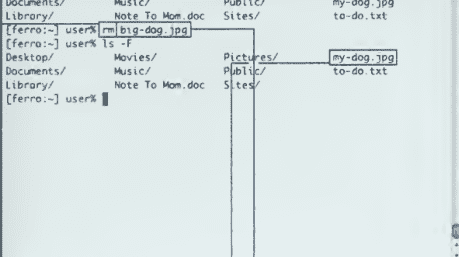 Documents/ Music/ Public/ my-dog.jpg
Library/ Note To Mom.doc Sites/ to-do.txt
[ferro:~] user% rm big-dog.jpg
[ferro:~] user% ls -F
Desktop/ Movies/ Pictures/ my-dog.jpg
Documents/ Music/ Public/ to-do.txt
Library/ Note To Mom.doc Sites/
[ferro:~] user%